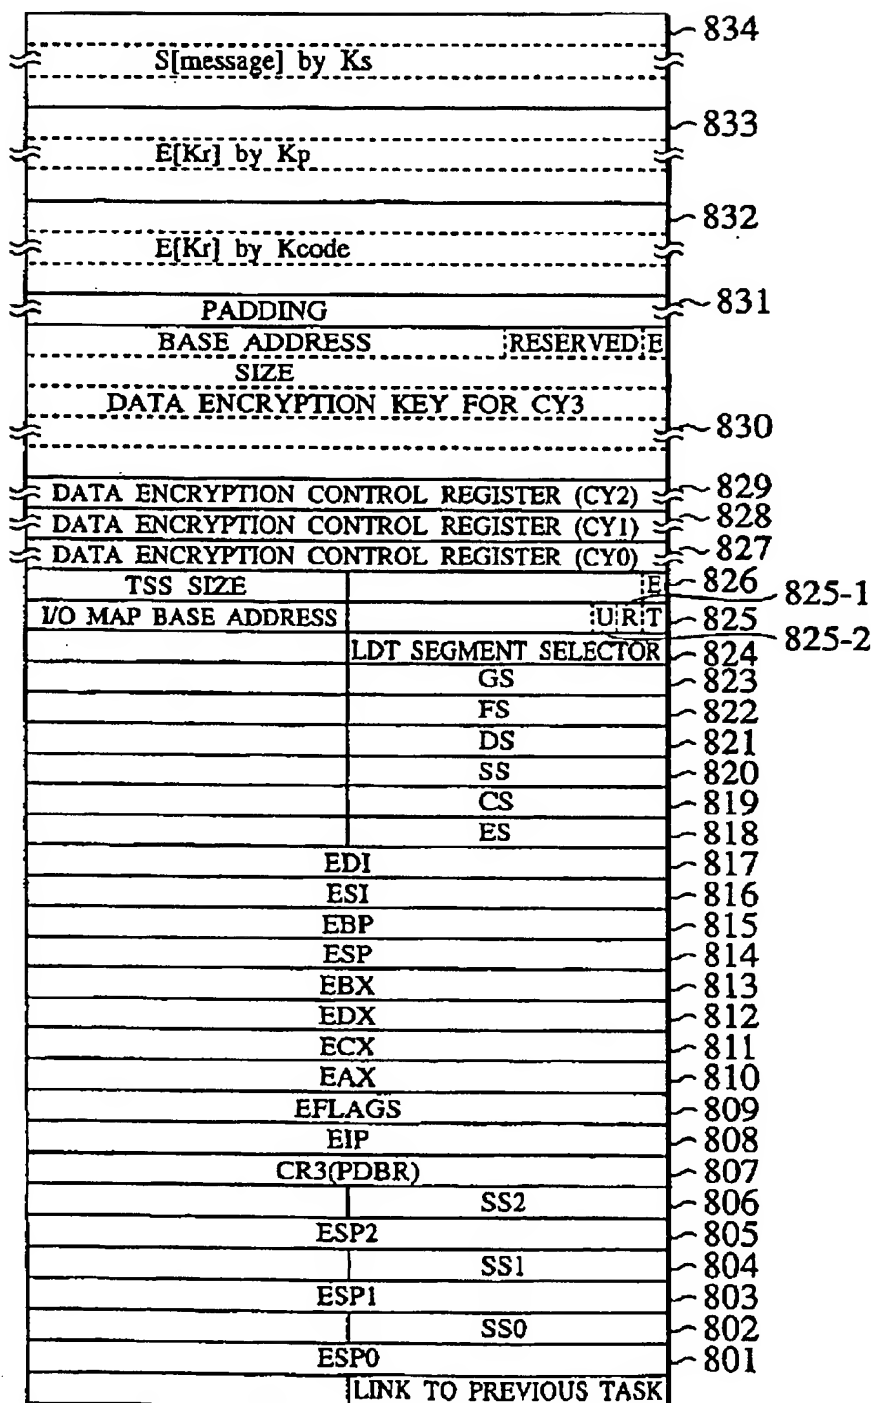 834
S[message] by Ks
833
E[Kr] by Kp
832
E[Kr] by Kcode
831
PADDING
BASE ADDRESS RESERVED E
SIZE
DATA ENCRYPTION KEY FOR CY3
830
DATA ENCRYPTION CONTROL REGISTER (CY2) 829
DATA ENCRYPTION CONTROL REGISTER (CY1) 828
DATA ENCRYPTION CONTROL REGISTER (CY0) 827
TSS SIZE E 826
825-1
I/O MAP BASE ADDRESS U R T 825
825-2
LDT SEGMENT SELECTOR 824
GS 823
FS 822
DS 821
SS 820
CS 819
ES 818
EDI 817
ESI 816
EBP 815
ESP 814
EBX 813
EDX 812
ECX 811
EAX 810
EFLAGS 809
EIP 808
CR3(PDBR) 807
SS2 806
ESP2 805
SS1 804
ESP1 803
SS0 802
ESP0 801
LINK TO PREVIOUS TASK